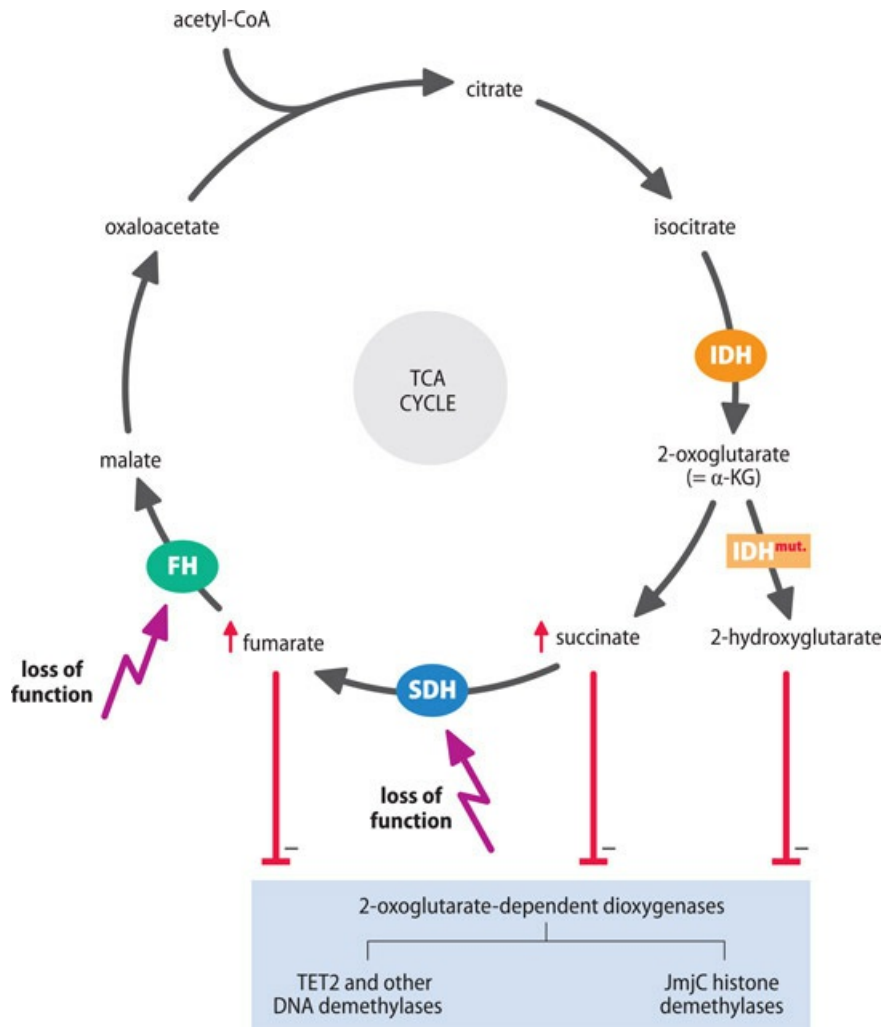 acetyl-CoA
citrate
oxaloacetate
isocitrate
IDH
TCA
CYCLE
malate
2-oxoglutarate
(= α-KG)
IDHmut.
FH
fumarate
succinate
2-hydroxyglutarate
loss of
function
SDH
loss of
function
–
–
–
2-oxoglutarate-dependent dioxygenases
TET2 and other
DNA demethylases
JmjC histone
demethylases